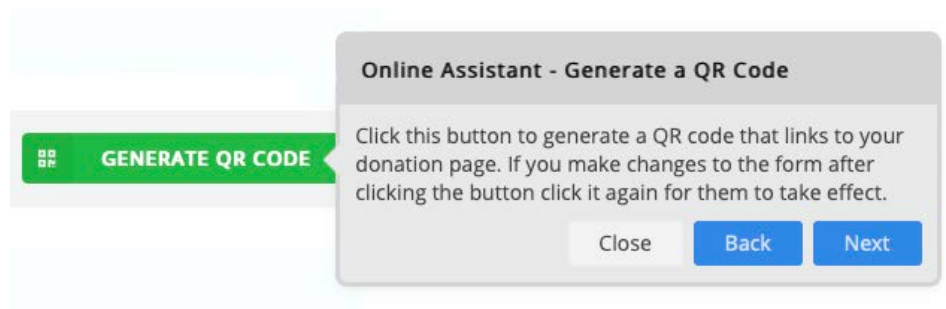 Online Assistant - Generate a QR Code
GENERATE QR CODE
Click this button to generate a QR code that links to your
donation page. If you make changes to the form after
clicking the button click it again for them to take effect.
Close Back Next